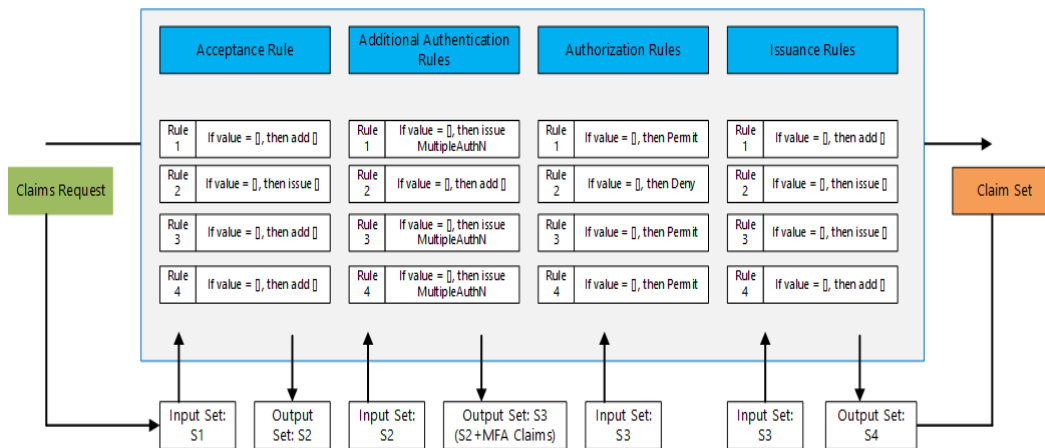 Acceptance Rule
Additional Authentication
Rules
Authorization Rules
Issuance Rules
Rule
1
If value = [], then add []
Rule
1
If value = [], then issue
MultipleAuthN
Rule
1
If value = [], then Permit
Rule
1
If value = [], then add []
Claims Request
Rule
2
If value = [], then issue []
Rule
2
If value = [], then add []
Rule
2
If value = [], then Deny
Rule
2
If value = [], then issue []
Claim Set
Rule
3
If value = [], then add []
Rule
3
If value = [], then issue
MultipleAuthN
Rule
3
If value = [], then Permit
Rule
3
If value = [], then issue []
Rule
4
If value = [], then add []
Rule
4
If value = [], then issue
MultipleAuthN
Rule
4
If value = [], then Permit
Rule
4
If value = [], then add []
Input Set:
S1
Output
Set: S2
Input Set:
S2
Output Set: S3
(S2+MFA Claims)
Input Set:
S3
Input Set:
S3
Output Set:
S4